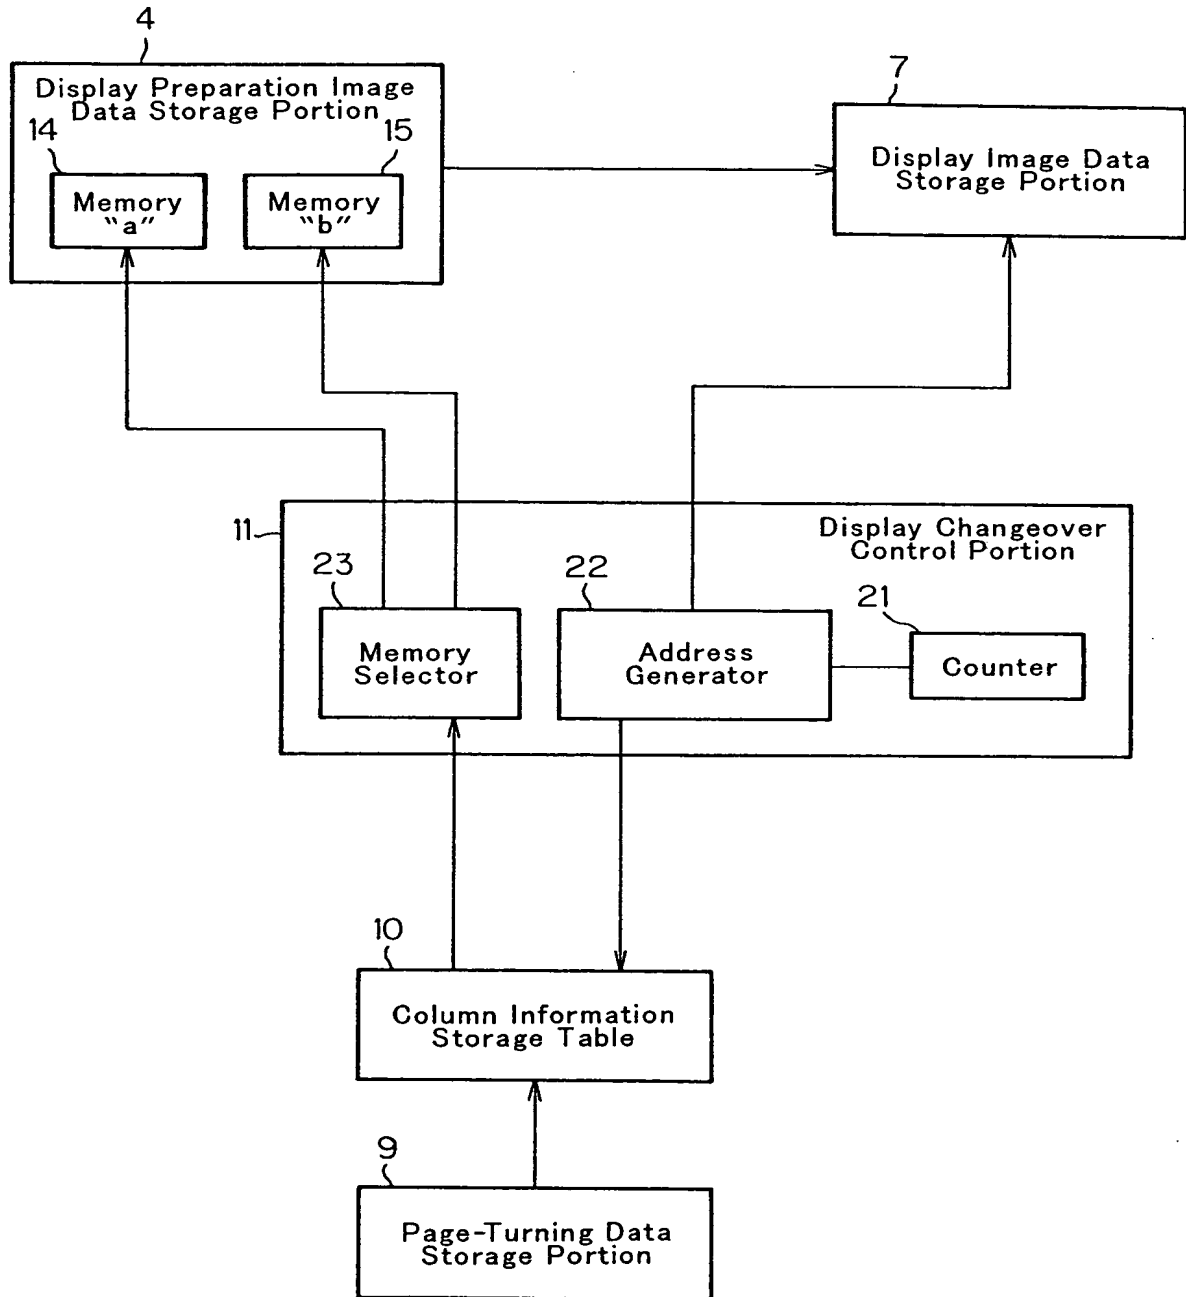 4
Display Preparation Image
Data Storage Portion
14
15
Memory
"a"
Memory
"b"
7
Display Image Data
Storage Portion
11
Display Changeover
Control Portion
23
22
21
Memory
Selector
Address
Generator
Counter
10
Column Information
Storage Table
9
Page-Turning Data
Storage Portion